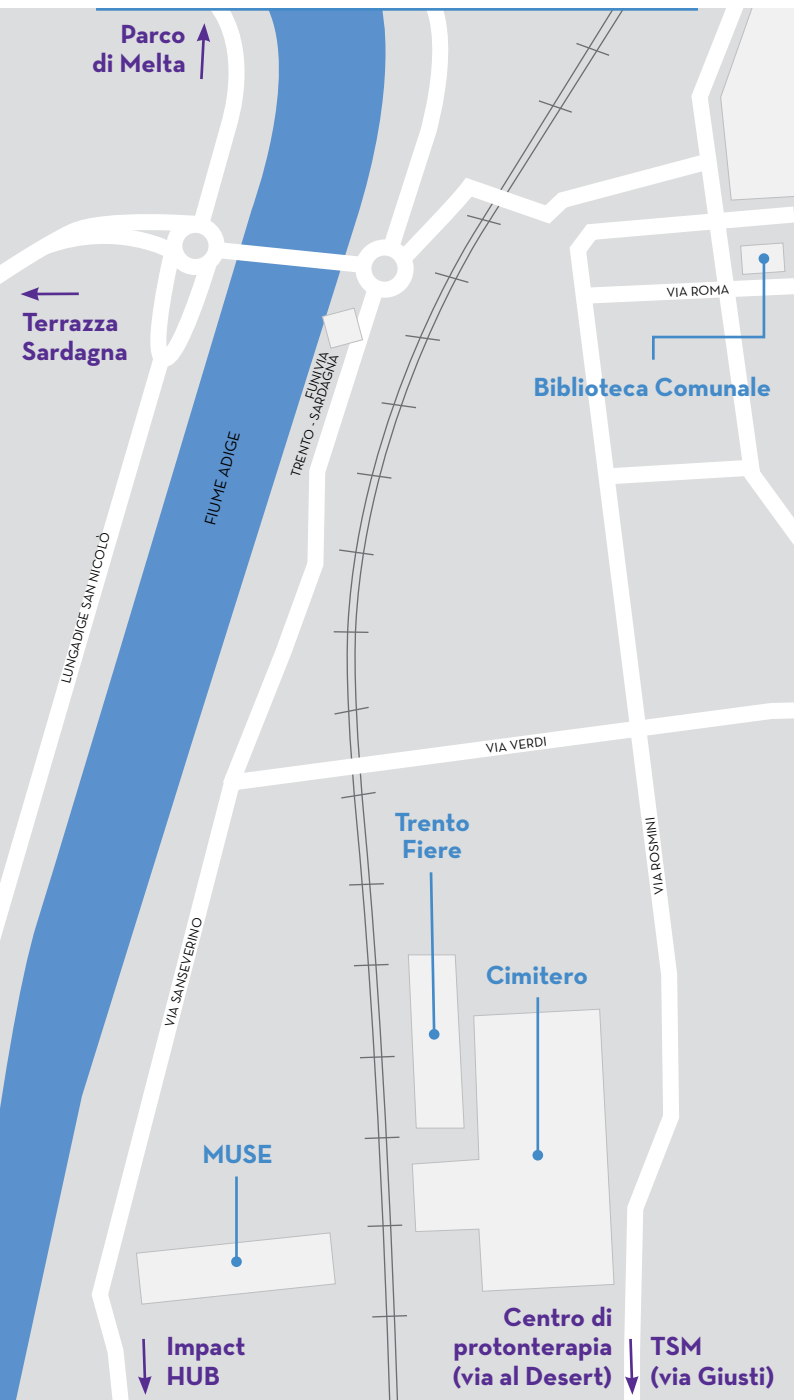 Parco
di Melta
Terrazza
Sardagna
VIA ROMA
Biblioteca Comunale
FUNIVIA
TRENTO - SARDAGNA
FIUME ADIGE
LUNGADIGE SAN NICOLÒ
VIA VERDI
Trento
Fiere
VIA ROSMINI
VIA SANSEVERINO
Cimitero
MUSE
Impact
HUB
Centro di
protonterapia
(via al Desert)
TSM
(via Giusti)